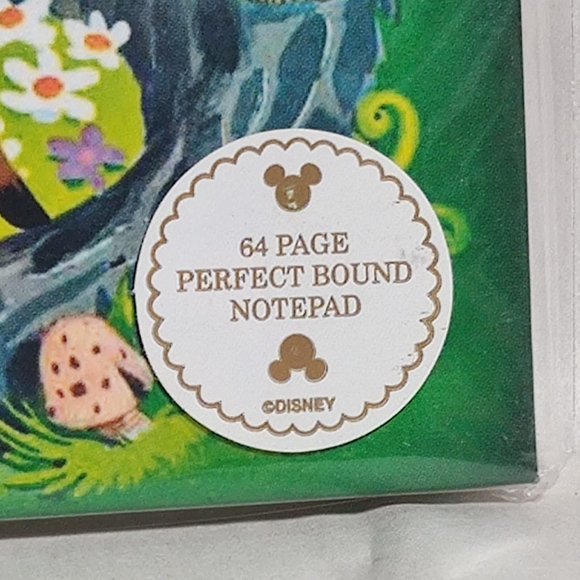 64 PAGE
PERFECT BOUND
NOTEPAD
©DISNEY